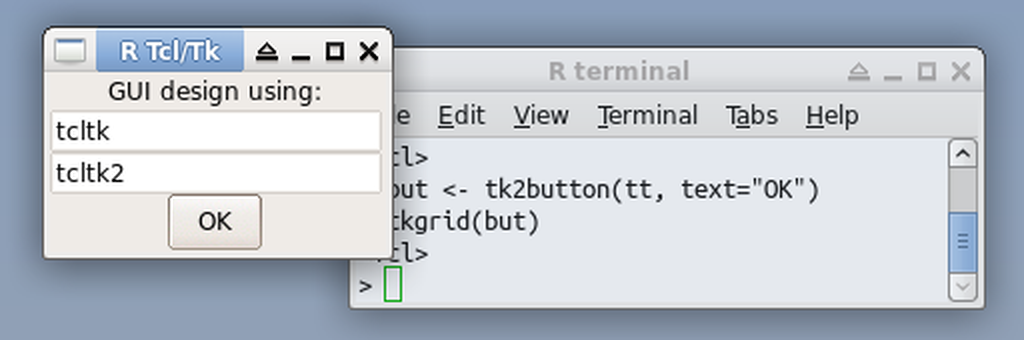 R Tcl/Tk
GUI design using:
tcltk
tcltk2
OK
R terminal
Edit View Terminal Tabs Help
but <- tk2button(tt, text="OK")
tkgrid(but)
>